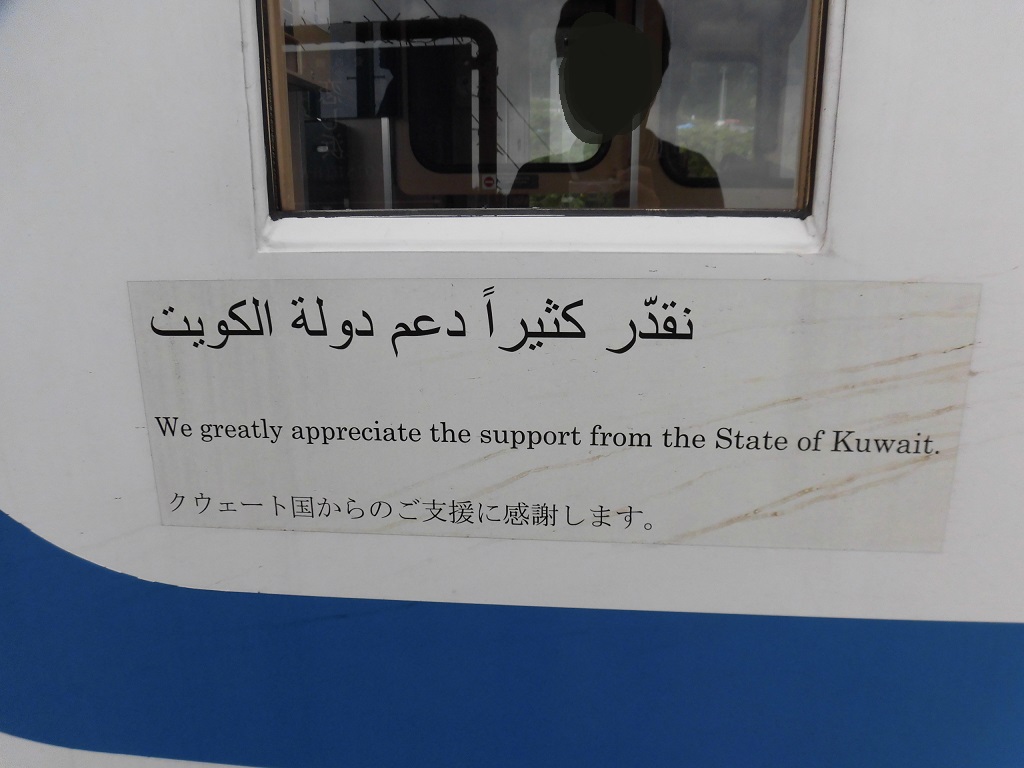 نقدّر كثيراً دعم دولة الكويت
We greatly appreciate the support from the State of Kuwait.
クウェート国からのご支援に感謝します。